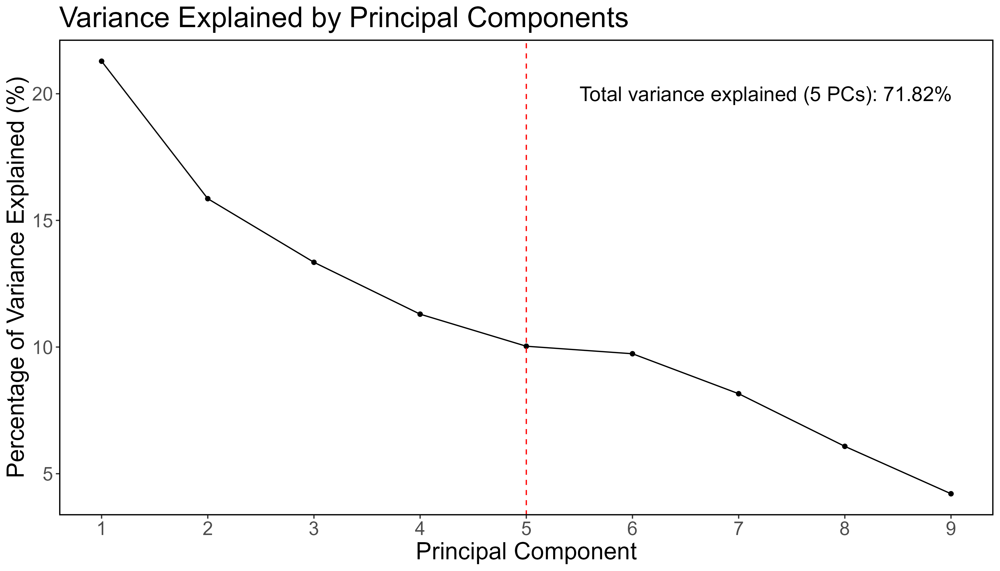 Variance Explained by Principal Components
Percentage of Variance Explained (%)
20
15
10
5
Total variance explained (5 PCs): 71.82%
1 2 3 4 5 6 7 8 9
Principal Component